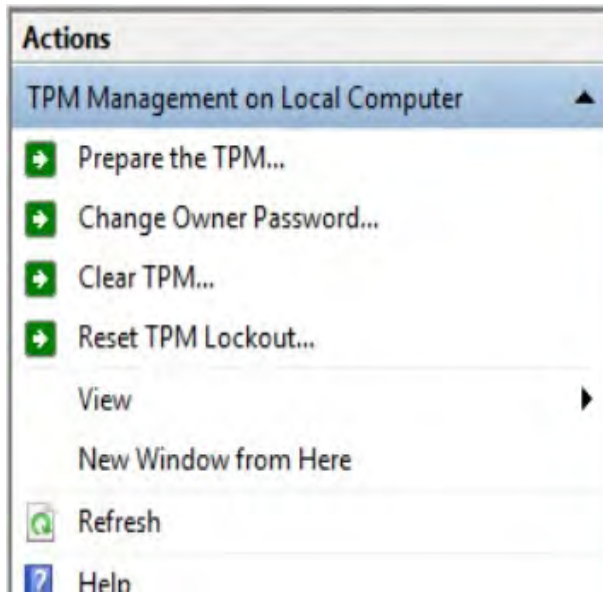 Actions
TPM Management on Local Computer
Prepare the TPM...
Change Owner Password...
Clear TPM...
Reset TPM Lockout...
View
New Window from Here
Refresh
? Help